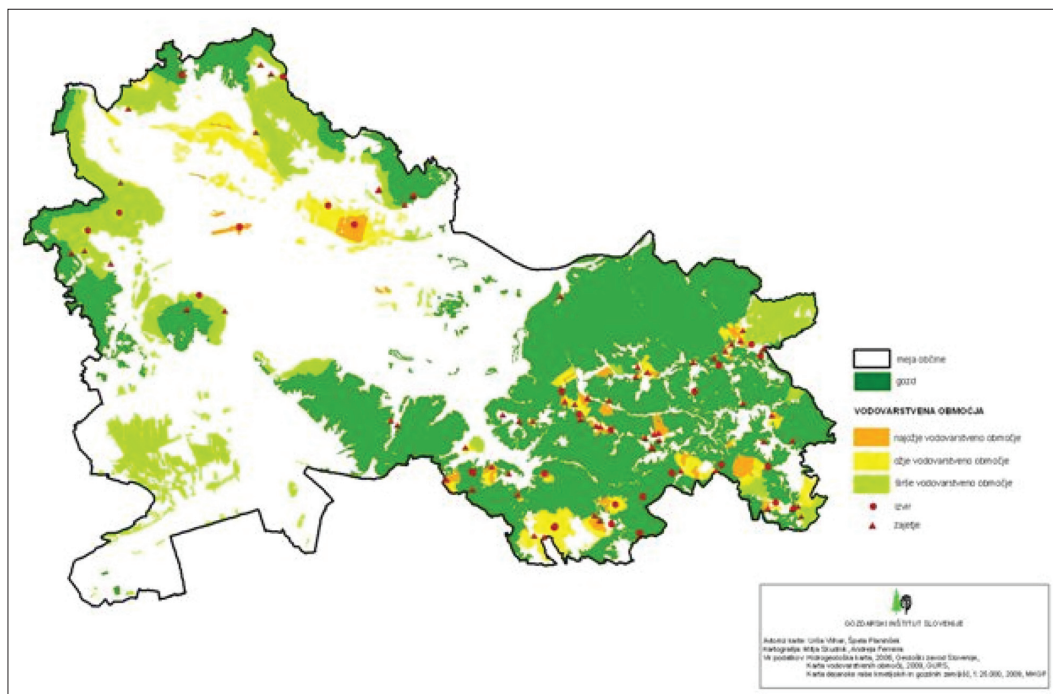 meja občine
gozd
VODOVARSTVENA OBMOČJA
najožje vodovarstveno območje
ožje vodovarstveno območje
širše vodovarstveno območje
izvir
zajetje
GOZDARSKI INŠTITUT SLOVENIJE
Avtorici karte: Urša Vilhar, Špela Planinšek
Kartografija: Mitja Skudnik, Andreja Ferreira
Vir podatkov: Hidrogeološka karta, 2006, Geološki zavod Slovenije,
Karta vodovarstvenih območij, 2009, GURS,
Karta dejanske rabe kmetijskih in gozdnih zemljišč, 1: 25.000, 2009, MKGP